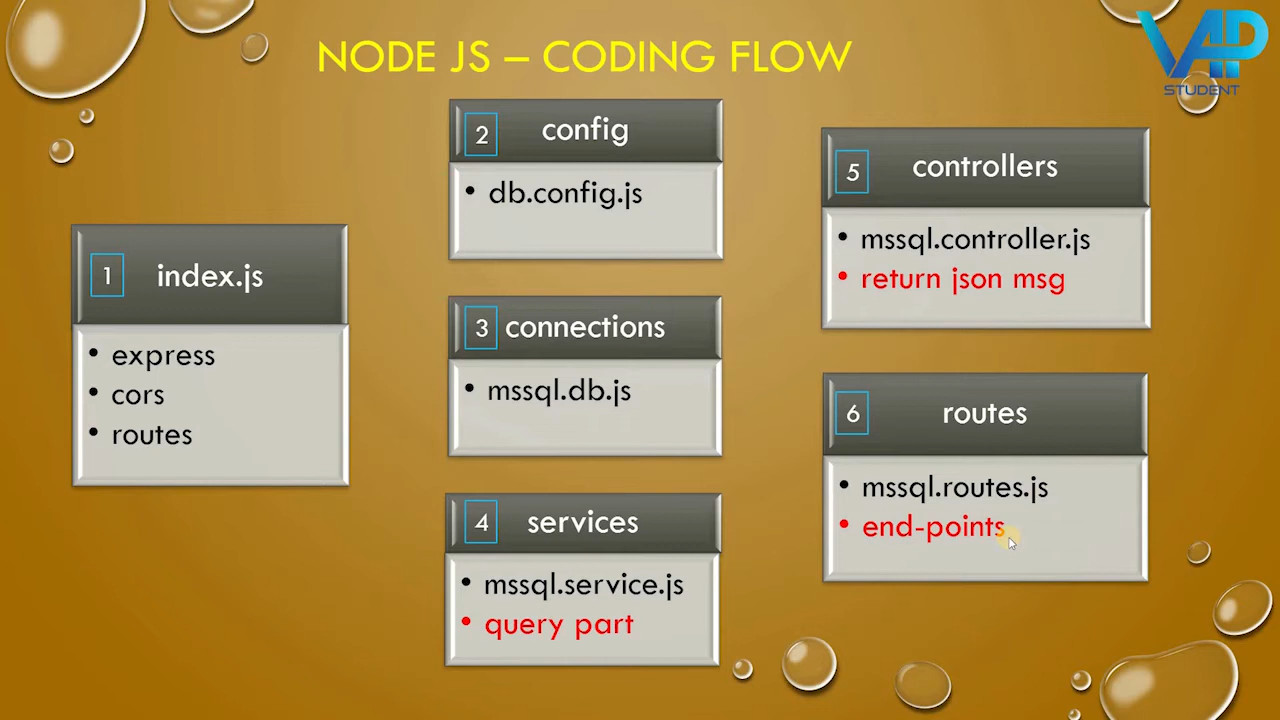 NODE JS – CODING FLOW
VAP
STUDENT
1 index.js
• express
• cors
• routes
2 config
• db.config.js
3 connections
• mssql.db.js
4 services
• mssql.service.js
• query part
5 controllers
• mssql.controller.js
• return json msg
6 routes
• mssql.routes.js
• end-points